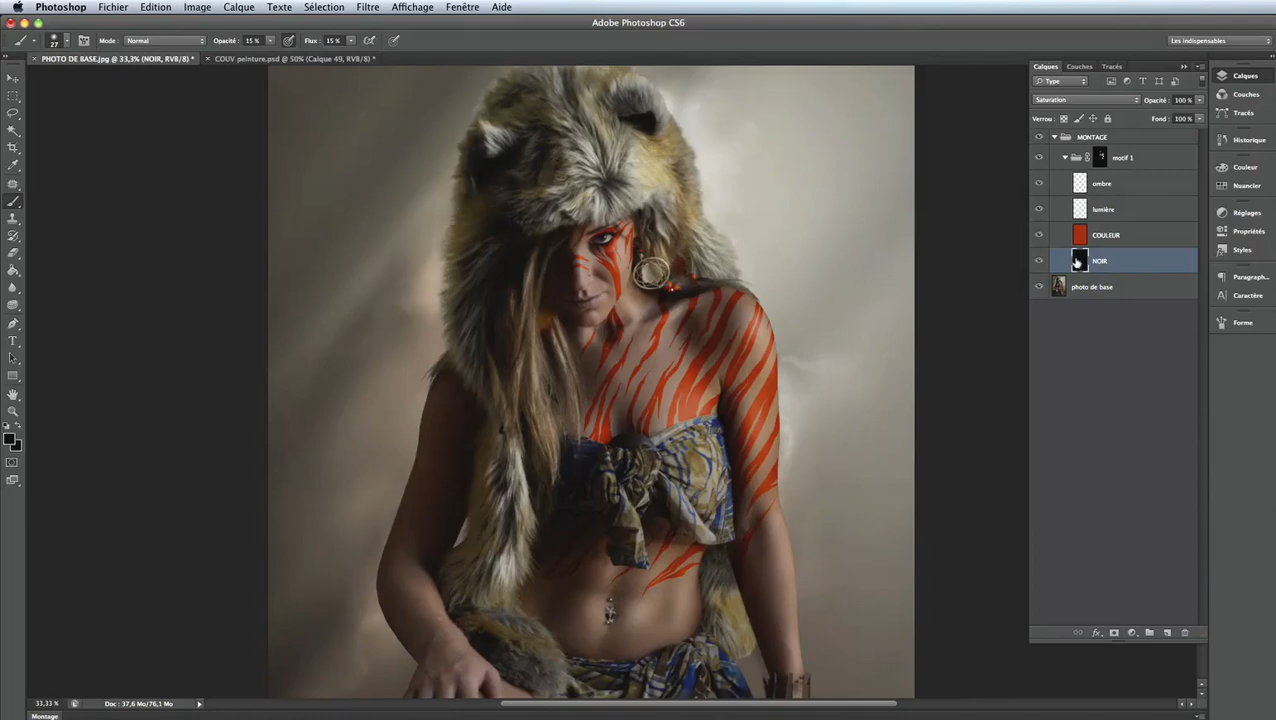 Photoshop Fichier Edition Image Calque Texte Sélection Filtre Affichage Fenêtre Aide
Adobe Photoshop CS6
27 Mode: Normal Opacité: 15 % Flux: 15 % Les indispensables
PHOTO DE BASE.jpg @ 33,3% (NOIR, RVB/8) * COUV peinture.psd @ 50% (Calque 49, RVB/8) *
Calques Couches Tracés
Type
Saturation Opacité: 100 %
Verrou: Fond: 100 %
MONTAGE
motif 1
ombre
lumière
COULEUR
NOIR
photo de base
Calques
Couches
Tracés
Historique
Couleur
Nuancier
Réglages
Propriétés
Styles
Paragraph...
Caractère
Forme
33,33 % Doc : 37,6 Mo/76,1 Mo
Montage